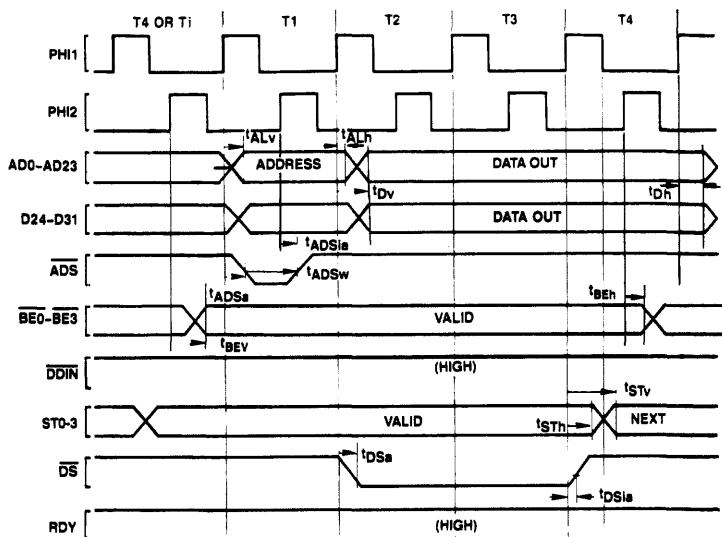 T4 OR Ti T1 T2 T3 T4
PHI1
PHI2
tALv tALh
AD0–AD23 ADDRESS DATA OUT
tDv tDh
D24–D31 DATA OUT
tADSia
ADS tADSw
tADSa tBEh
BE0–BE3 VALID
tBEV
DDIN (HIGH)
tSTv
ST0-3 VALID tSTh NEXT
DS tDSa
tDSia
RDY (HIGH)